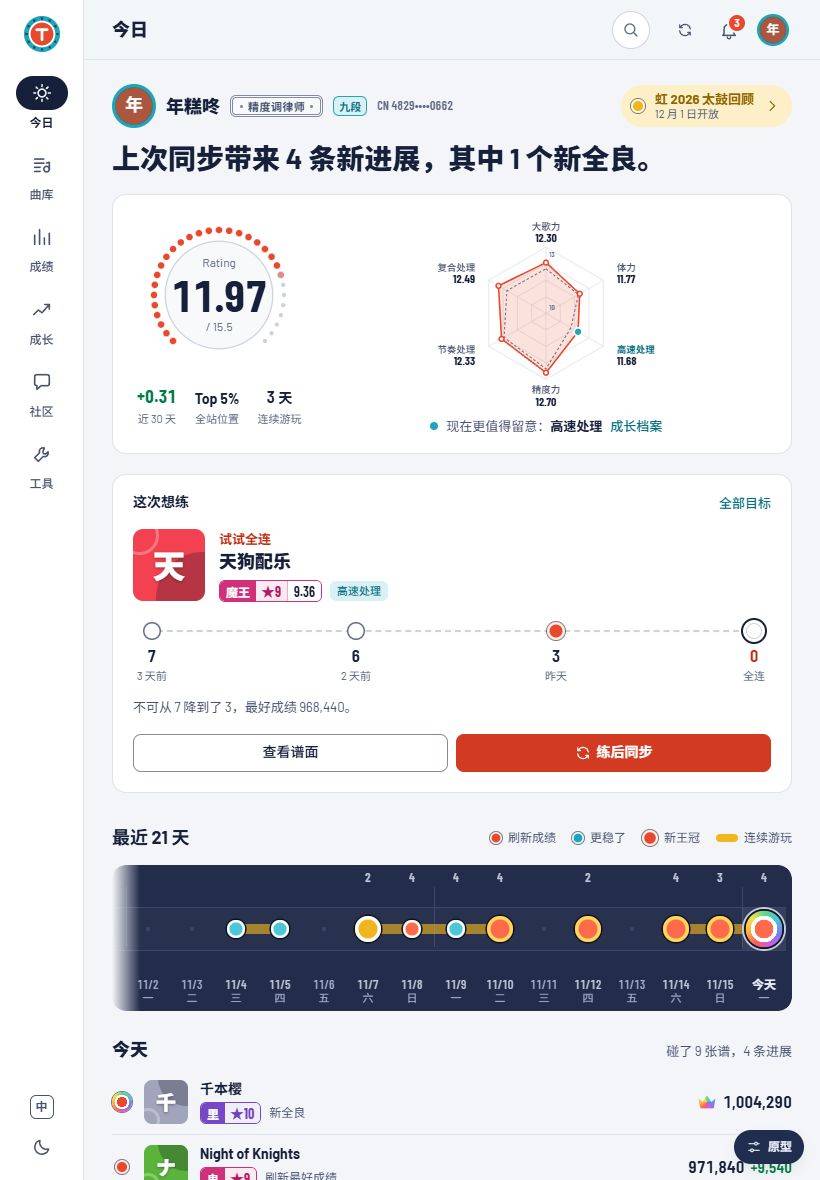 T
今日
3
年
今日
曲库
成绩
成长
社区
工具
中
年
年糕咚
• 精度调律师 •
九段
CN 4829••••0662
虹 2026 太鼓回顾
12 月 1 日开放
上次同步带来 4 条新进展，其中 1 个新全良。
Rating
11.97
/ 15.5
+0.31
近 30 天
Top 5%
全站位置
3 天
连续游玩
大歌力
12.30
13
10
复合处理
12.49
体力
11.77
节奏处理
12.33
高速处理
11.68
精度力
12.70
现在更值得留意：高速处理 成长档案
这次想练
全部目标
天
试试全连
天狗配乐
魔王 ★9 9.36
高速处理
7
3 天前
6
2 天前
3
昨天
0
全连
不可从 7 降到了 3，最好成绩 968,440。
查看谱面
练后同步
最近 21 天
刷新成绩
更稳了
新王冠
连续游玩
2 4 4 4 2 4 3 4
11/2 11/3 11/4 11/5 11/6 11/7 11/8 11/9 11/10 11/11 11/12 11/13 11/14 11/15 今天
一 二 三 四 五 六 日 一 二 三 四 五 六 日 一
今天
碰了 9 张谱，4 条进展
千
千本樱
里 ★10 新全良
1,004,290
原型
Night of Knights
971,840 +9,540
★9 刷新最好成绩